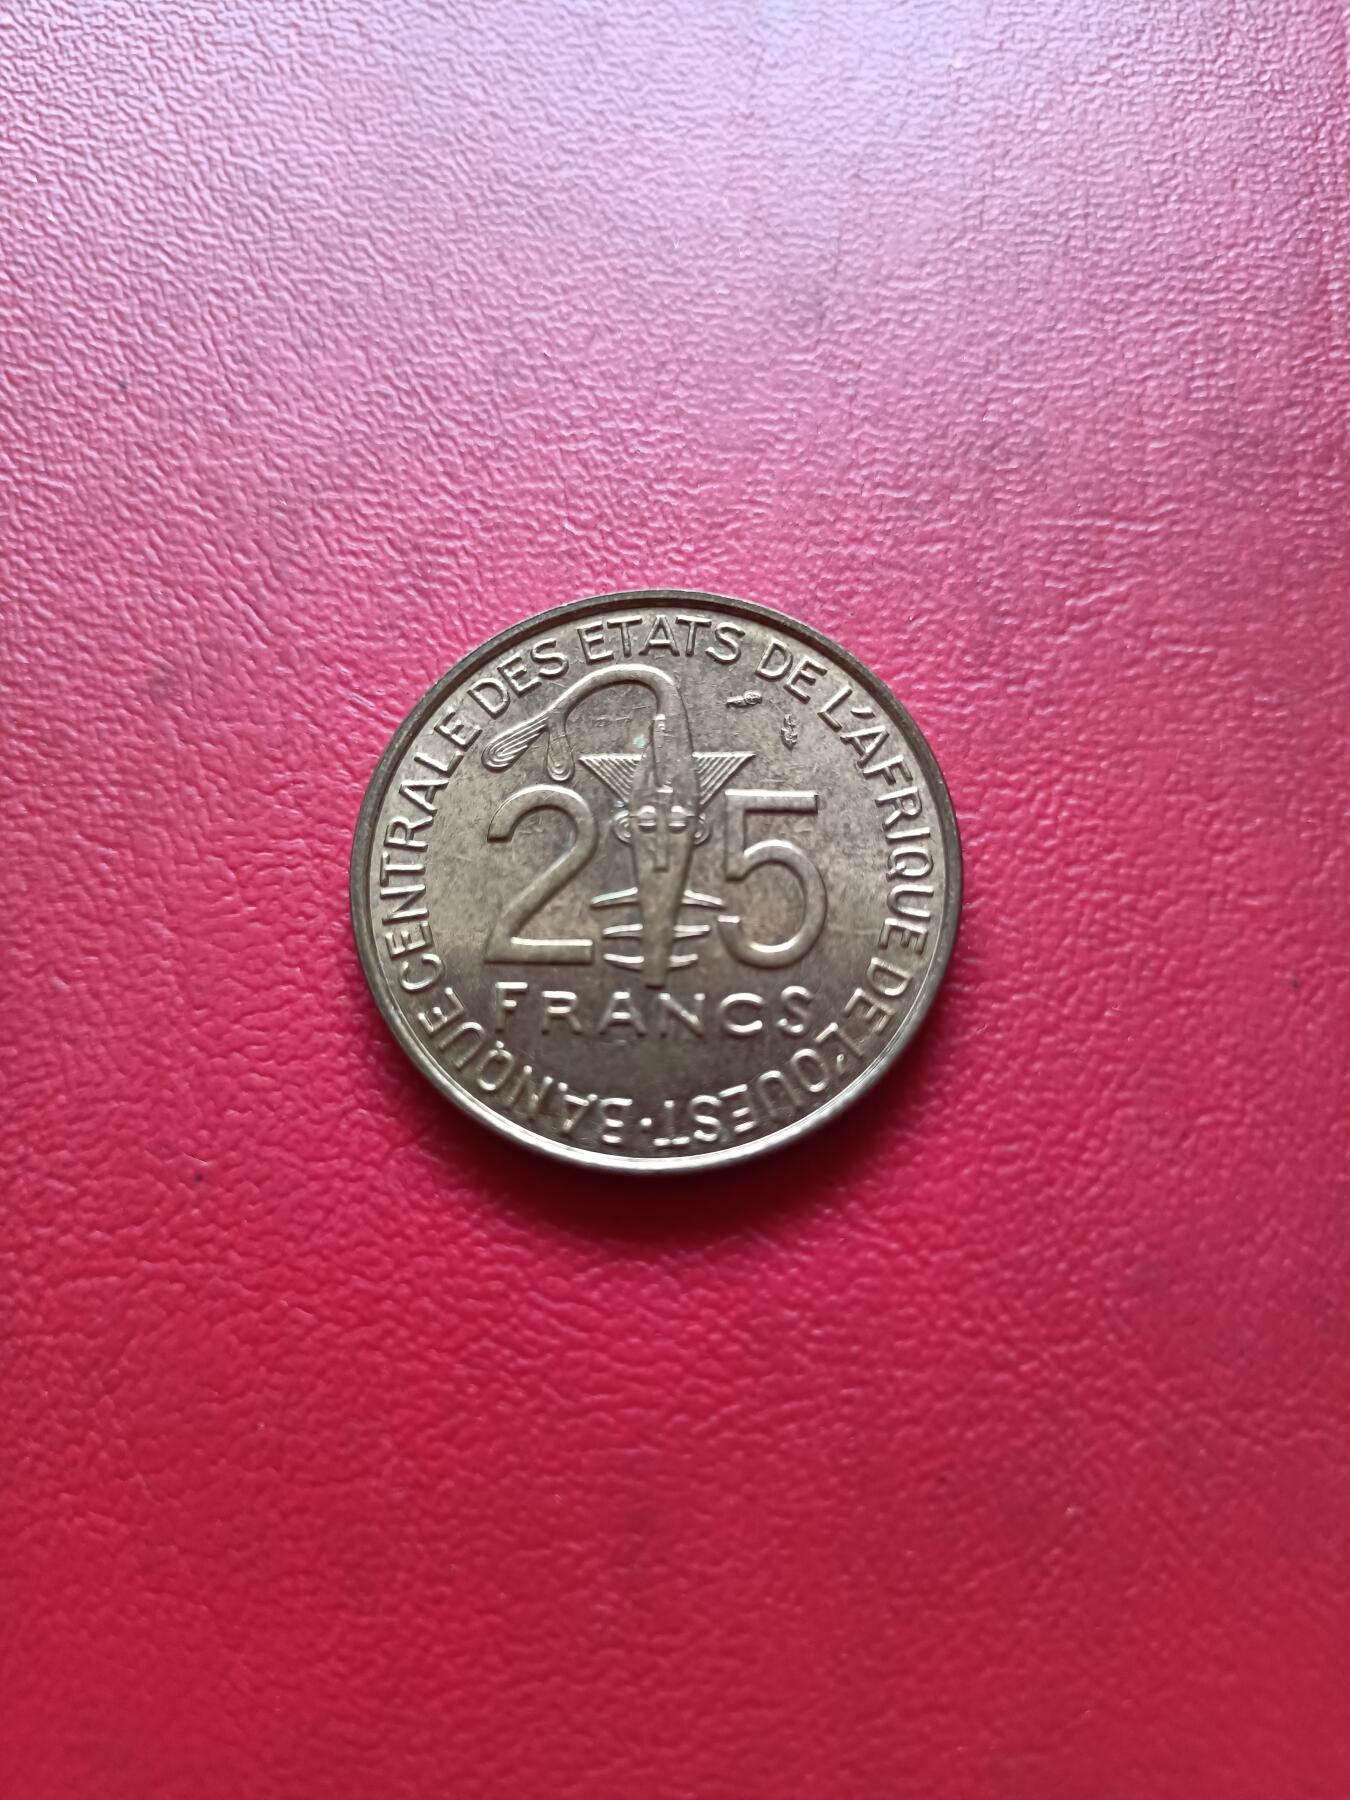 BANQUE CENTRALE DES ETATS DE L'AFRIQUE DE L'OUEST ·
25
FRANCS